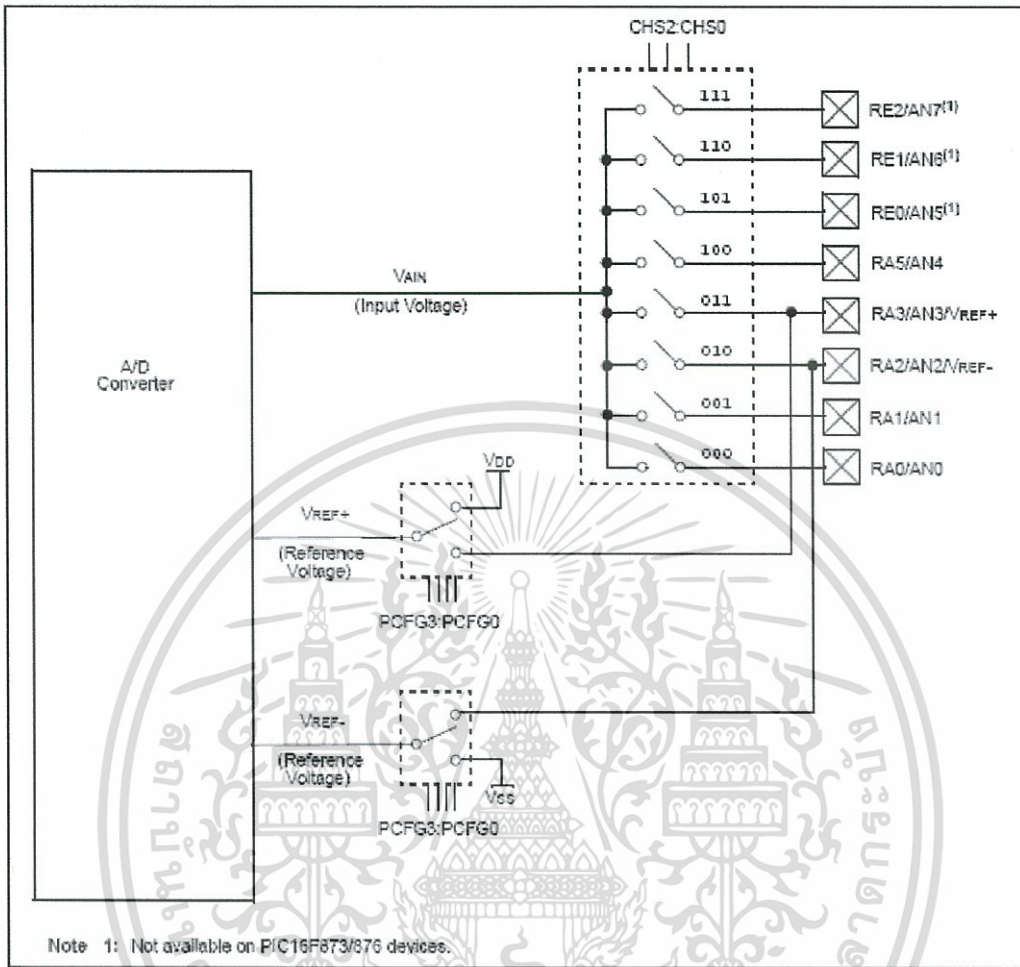 CHS2:CHS0
111
RE2/AN7(1)
110
RE1/AN6(1)
101
RE0/AN5(1)
100
RA5/AN4
VAIN
(Input Voltage)
011
RA3/AN3/VREF+
010
RA2/AN2/VREF-
A/D
Converter
001
RA1/AN1
000
RA0/AN0
VDD
VREF+
(Reference
Voltage)
PCFG3:PCFG0
VREF-
(Reference
Voltage)
VSS
PCFG3:PCFG0
Note 1: Not available on PIC16F873/876 devices.